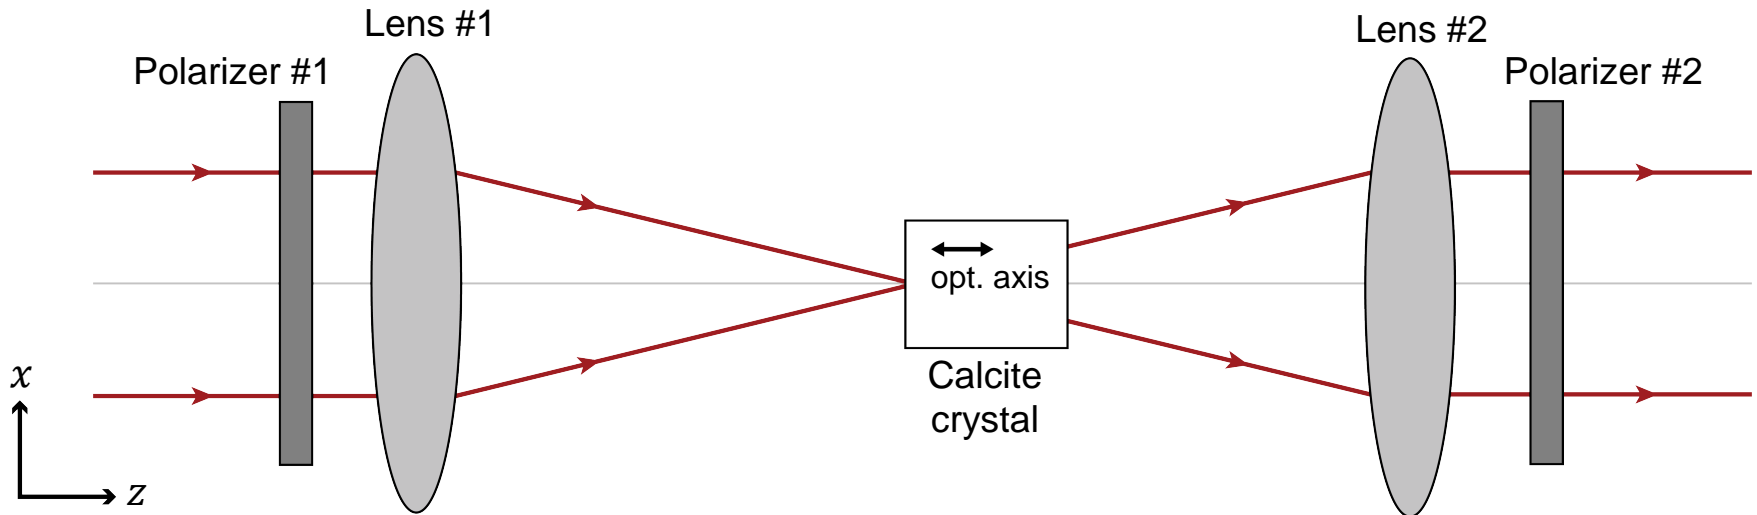 Lens #1
Lens #2
Polarizer #1
Polarizer #2
opt. axis
Calcite
crystal
x
z